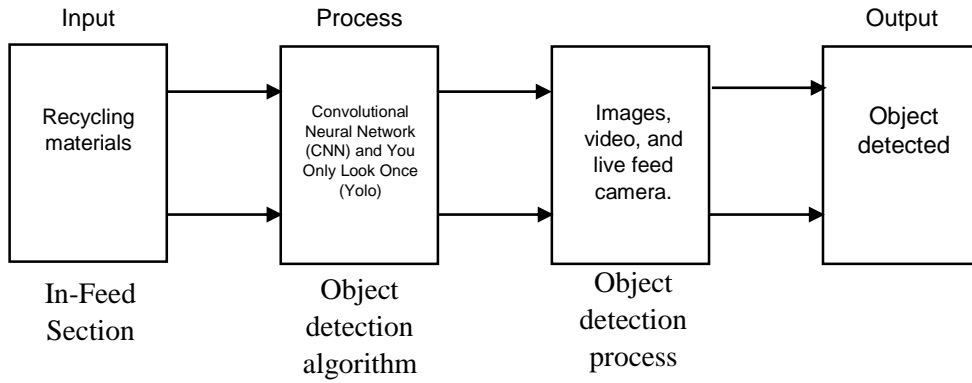 Input
Process
Output
Recycling
materials
Convolutional
Neural Network
(CNN) and You
Only Look Once
(Yolo)
Images,
video, and
live feed
camera.
Object
detected
In-Feed
Section
Object
detection
algorithm
Object
detection
process